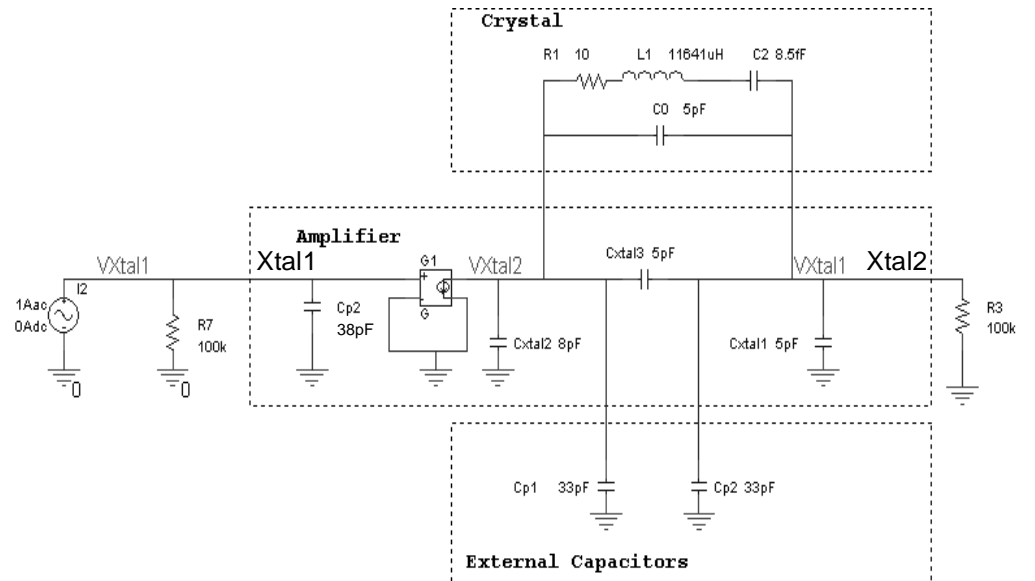 Crystal
R1 10 L1 11641uH C2 8.5fF
C0 5pF
Amplifier
VXtal1 Xtal1 G1 VXtal2 Cxtal3 5pF VXtal1 Xtal2
I2
1Aac
0Adc
R7
100k
Cp2
38pF
+
-
G
Cxtal2 8pF
Cxtal1 5pF
R3
100k
0 0
Cp1 33pF Cp2 33pF
External Capacitors